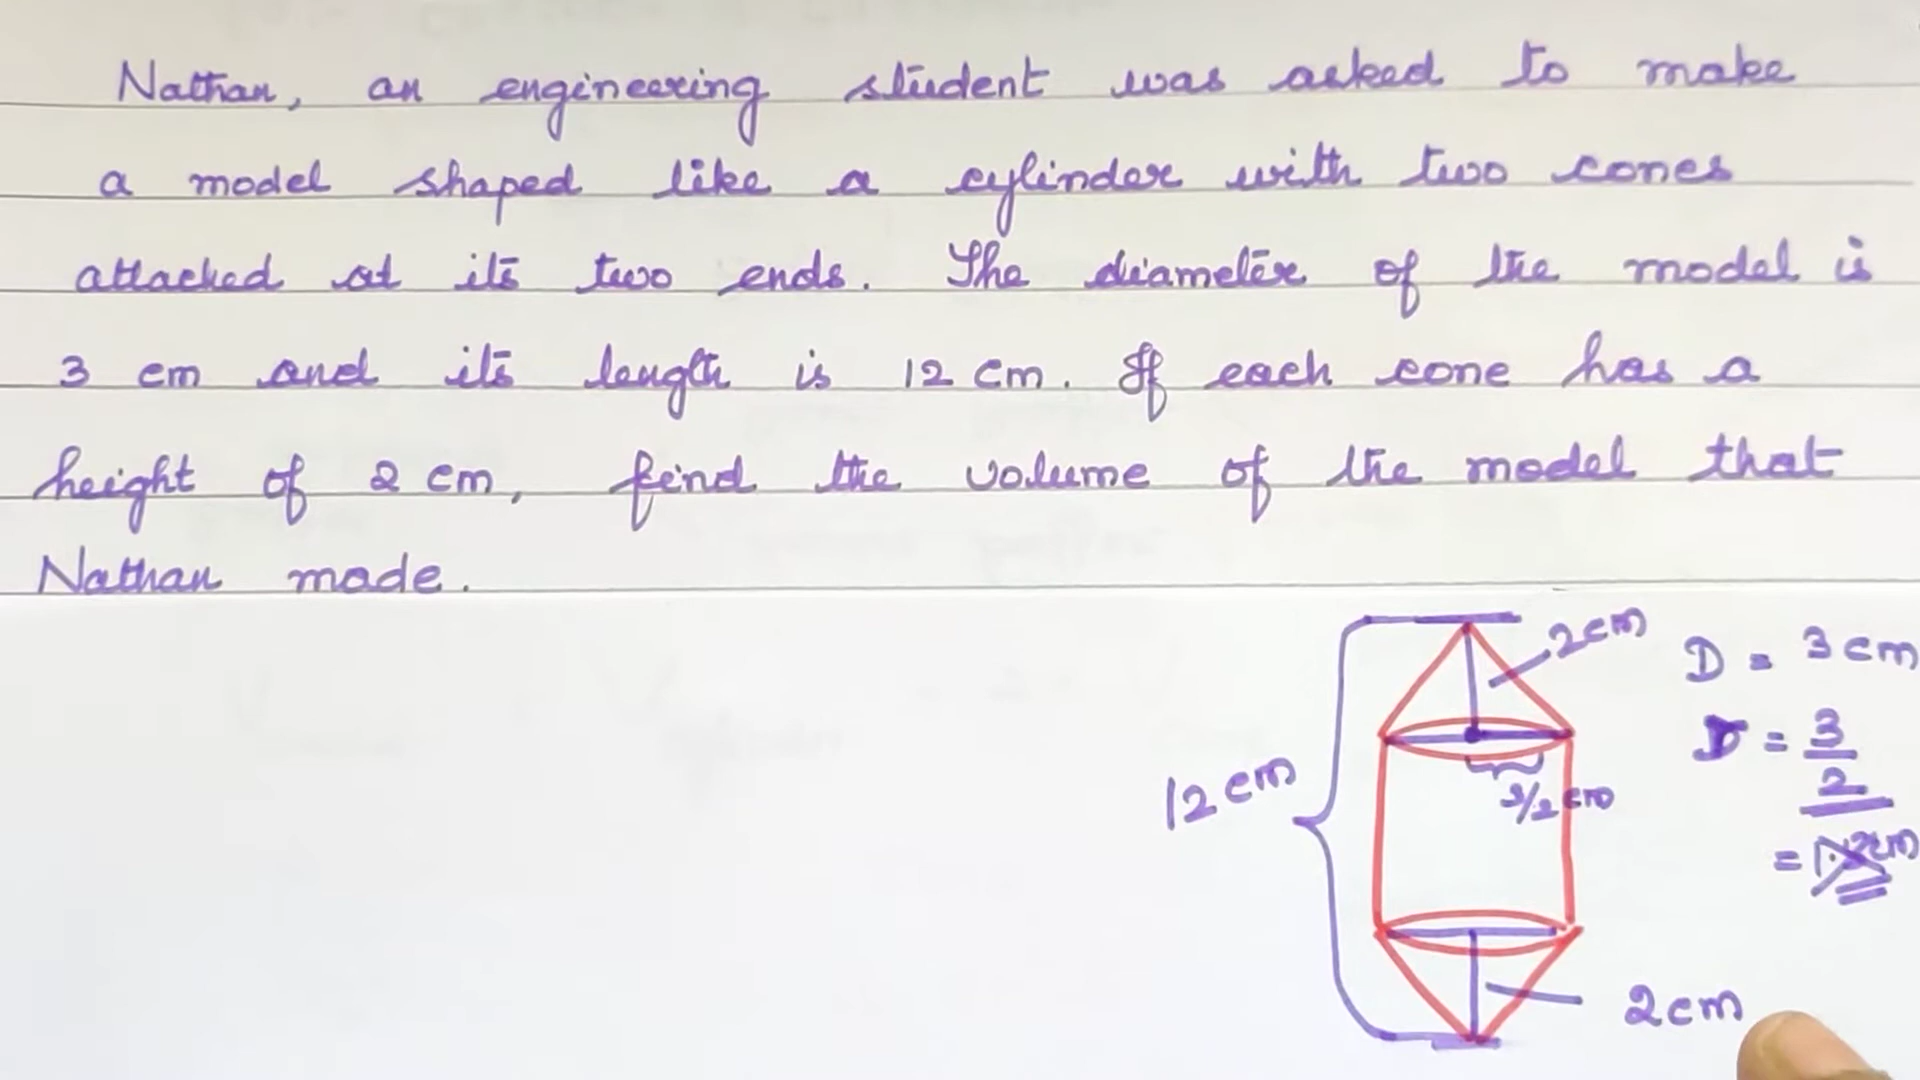 Nathan, an engineering student was asked to make
a model shaped like a cylinder with two cones
attached at its two ends. The diameter of the model is
3 cm and its length is 12 cm. If each cone has a
height of 2 cm, find the volume of the model that
Nathan made.
2cm
D = 3cm
r = 3/2
12cm
3/2 cm
2cm